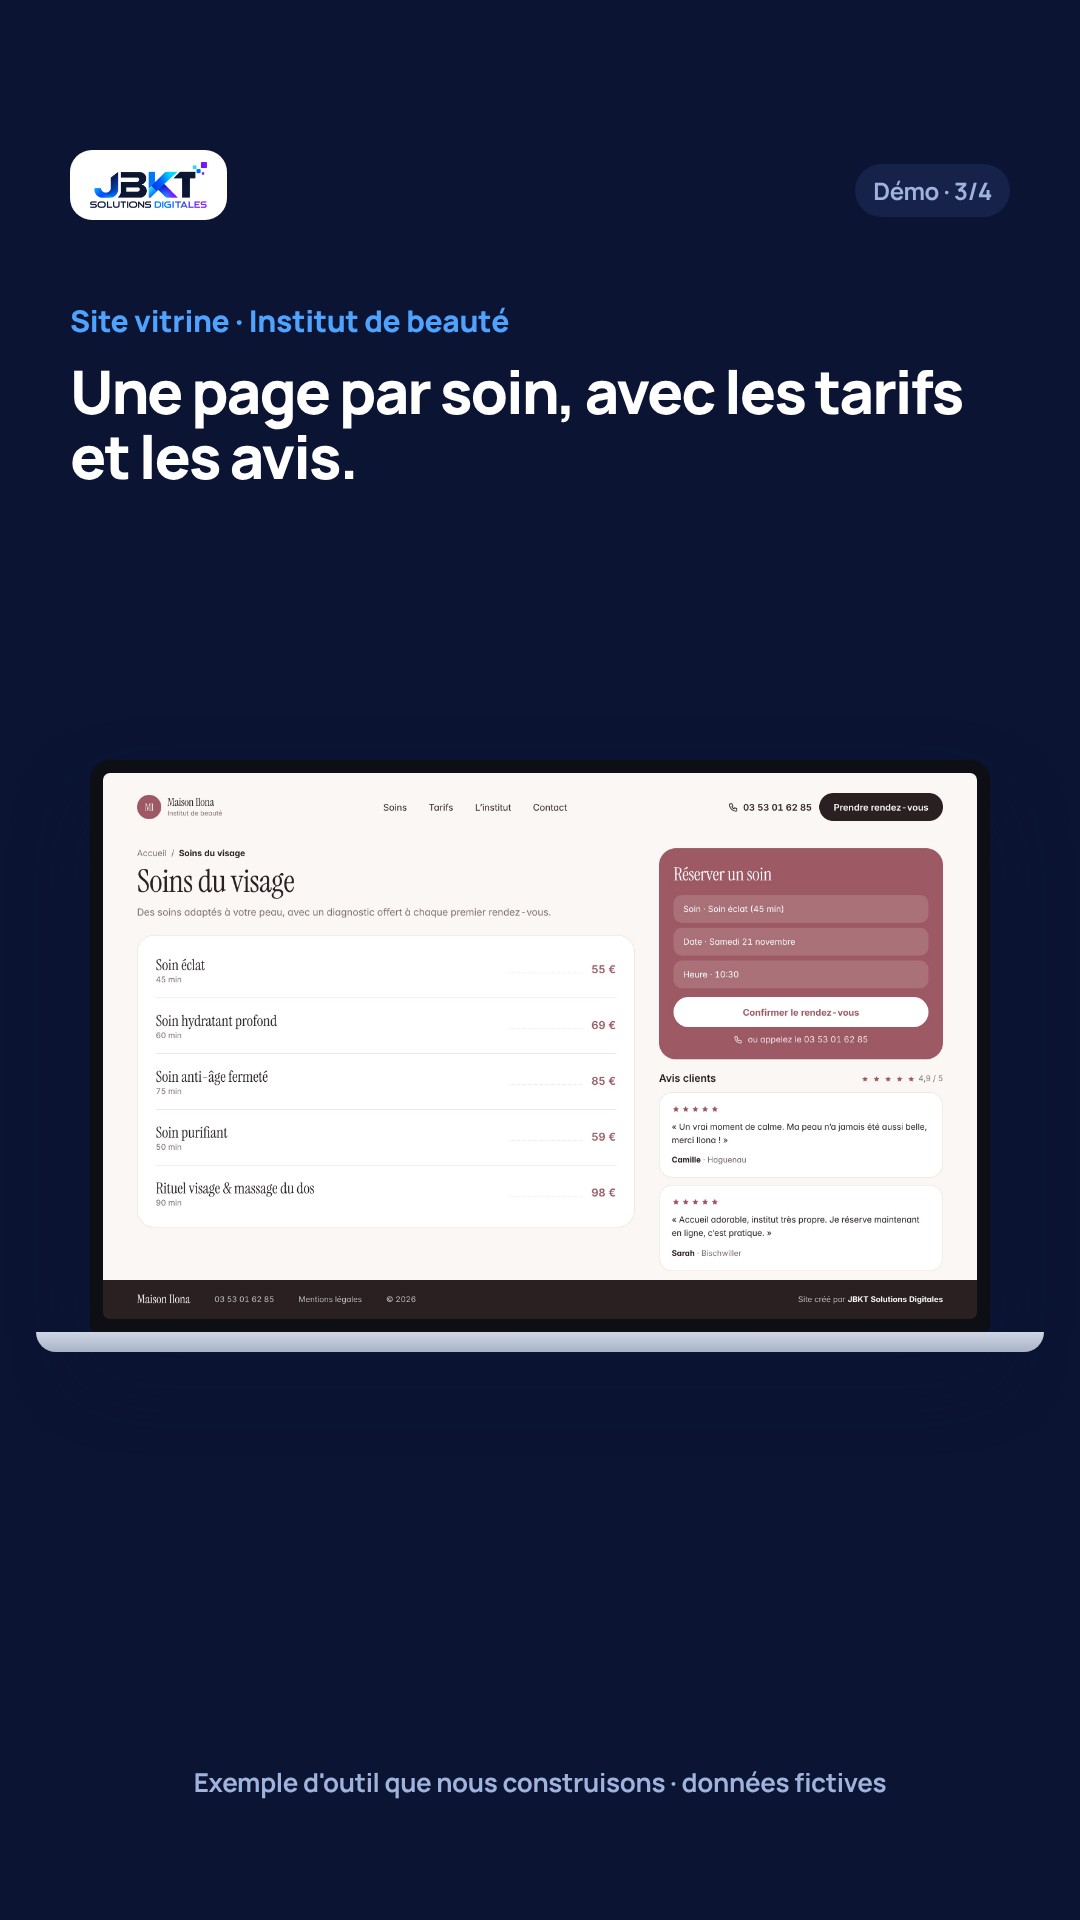 JBKT
SOLUTIONS DIGITALES
Démo · 3/4
Site vitrine · Institut de beauté
Une page par soin, avec les tarifs
et les avis.
MI
Maison Ilona
Institut de beauté
Soins
Tarifs
L'institut
Contact
03 53 01 62 85
Prendre rendez-vous
Accueil / Soins du visage
Soins du visage
Des soins adaptés à votre peau, avec un diagnostic offert à chaque premier rendez-vous.
Soin éclat
45 min
55 €
Soin hydratant profond
60 min
69 €
Soin anti-âge fermeté
75 min
85 €
Soin purifiant
50 min
59 €
Rituel visage & massage du dos
90 min
98 €
Réserver un soin
Soin · Soin éclat (45 min)
Date · Samedi 21 novembre
Heure · 10:30
Confirmer le rendez-vous
ou appelez le 03 53 01 62 85
Avis clients
★ ★ ★ ★ ★ 4,9 / 5
★ ★ ★ ★ ★
« Un vrai moment de calme. Ma peau n'a jamais été aussi belle,
merci Ilona ! »
Camille · Haguenau
★ ★ ★ ★ ★
« Accueil adorable, institut très propre. Je réserve maintenant
en ligne, c'est pratique. »
Sarah · Bischwiller
Maison Ilona
03 53 01 62 85
Mentions légales
© 2026
Site créé par JBKT Solutions Digitales
Exemple d'outil que nous construisons · données fictives